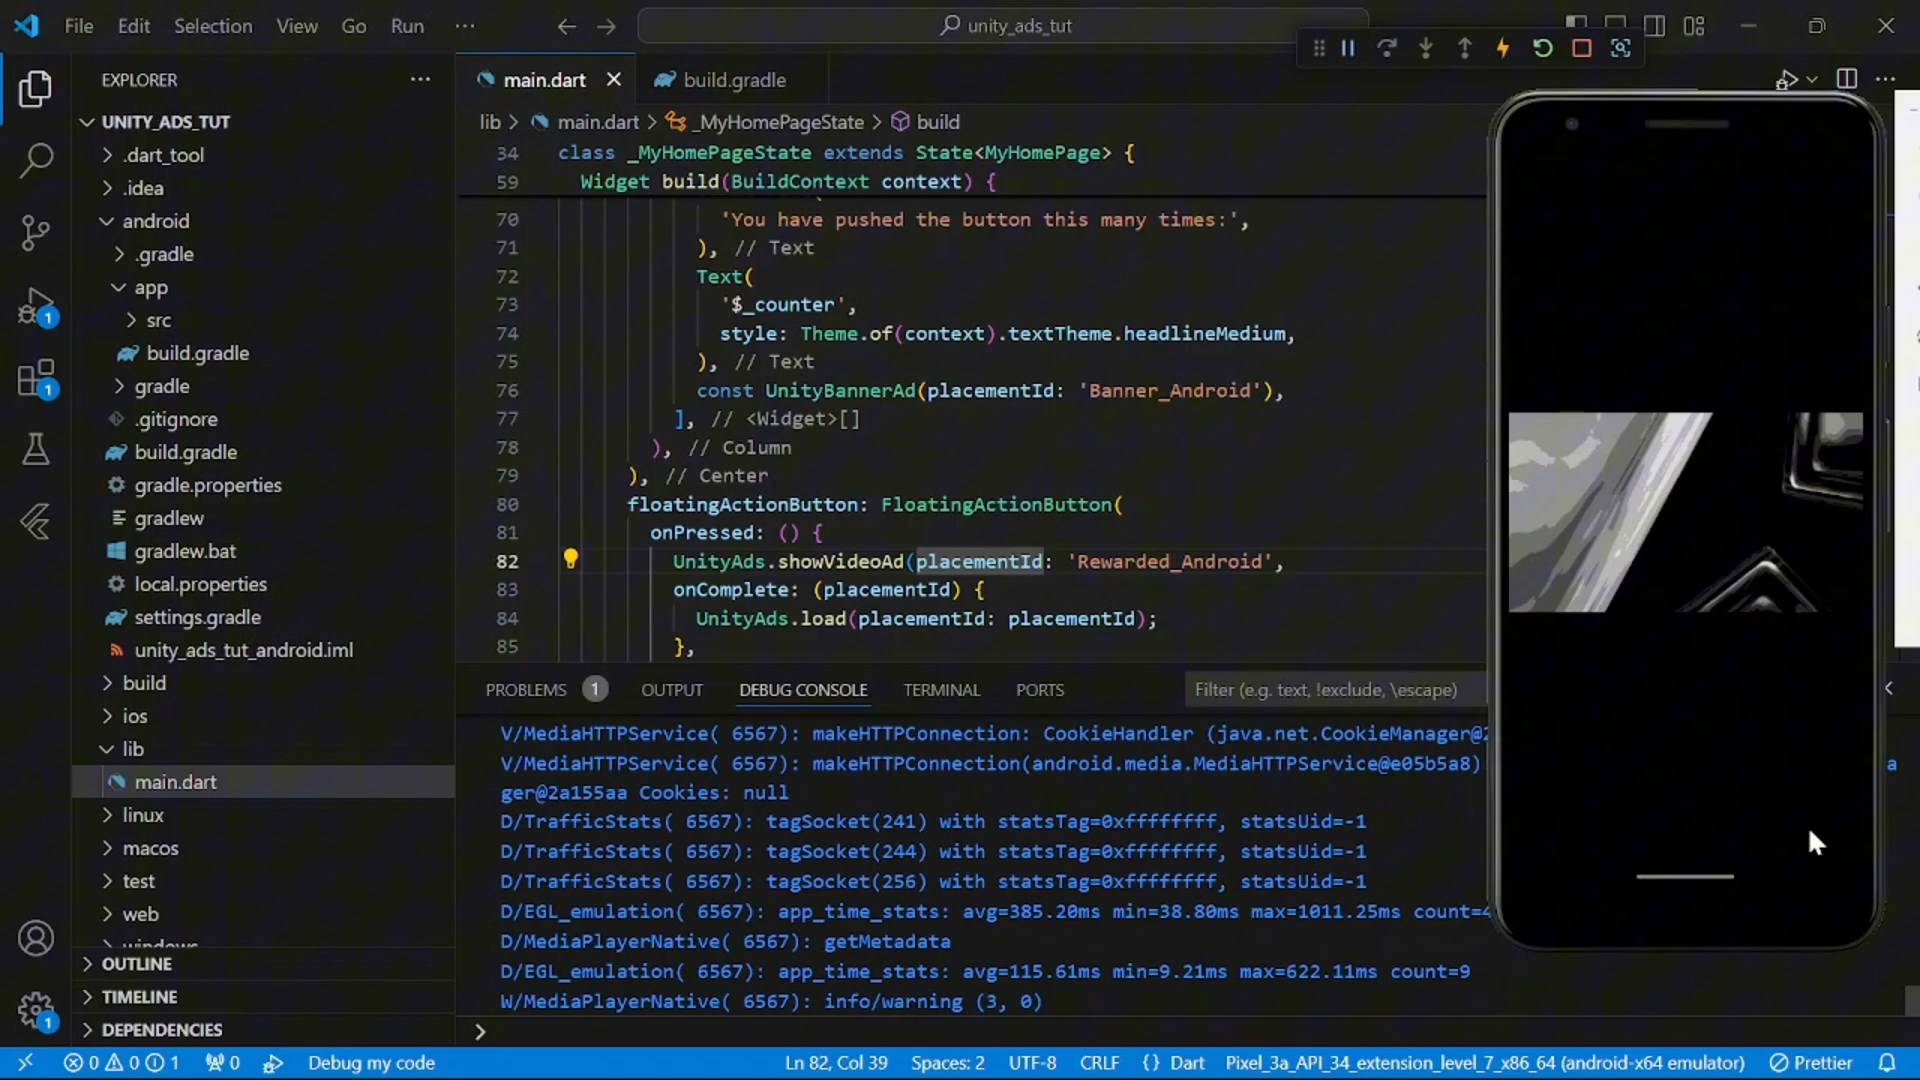 File Edit Selection View Go Run ··· unity_ads_tut
EXPLORER ···
UNITY_ADS_TUT
.dart_tool
.idea
android
.gradle
app
src
build.gradle
gradle
.gitignore
build.gradle
gradle.properties
gradlew
gradlew.bat
local.properties
settings.gradle
unity_ads_tut_android.iml
build
ios
lib
main.dart
linux
macos
test
web
windows
OUTLINE
TIMELINE
DEPENDENCIES
1
1
1
main.dart build.gradle
lib > main.dart > _MyHomePageState > build
34 class _MyHomePageState extends State<MyHomePage> {
59 Widget build(BuildContext context) {
70 'You have pushed the button this many times:',
71 ), // Text
72 Text(
73 '$_counter',
74 style: Theme.of(context).textTheme.headlineMedium,
75 ), // Text
76 const UnityBannerAd(placementId: 'Banner_Android'),
77 ], // <Widget>[]
78 ), // Column
79 ), // Center
80 floatingActionButton: FloatingActionButton(
81 onPressed: () {
82 UnityAds.showVideoAd(placementId: 'Rewarded_Android',
83 onComplete: (placementId) {
84 UnityAds.load(placementId: placementId);
85 },
PROBLEMS 1 OUTPUT DEBUG CONSOLE TERMINAL PORTS Filter (e.g. text, !exclude, \escape)
V/MediaHTTPService( 6567): makeHTTPConnection: CookieHandler (java.net.CookieManager@2
V/MediaHTTPService( 6567): makeHTTPConnection(android.media.MediaHTTPService@e05b5a8) a
ger@2a155aa Cookies: null
D/TrafficStats( 6567): tagSocket(241) with statsTag=0xffffffff, statsUid=-1
D/TrafficStats( 6567): tagSocket(244) with statsTag=0xffffffff, statsUid=-1
D/TrafficStats( 6567): tagSocket(256) with statsTag=0xffffffff, statsUid=-1
D/EGL_emulation( 6567): app_time_stats: avg=385.20ms min=38.80ms max=1011.25ms count=4
D/MediaPlayerNative( 6567): getMetadata
D/EGL_emulation( 6567): app_time_stats: avg=115.61ms min=9.21ms max=622.11ms count=9
W/MediaPlayerNative( 6567): info/warning (3, 0)
0 0 1 0 Debug my code Ln 82, Col 39 Spaces: 2 UTF-8 CRLF {} Dart Pixel_3a_API_34_extension_level_7_x86_64 (android-x64 emulator) Prettier